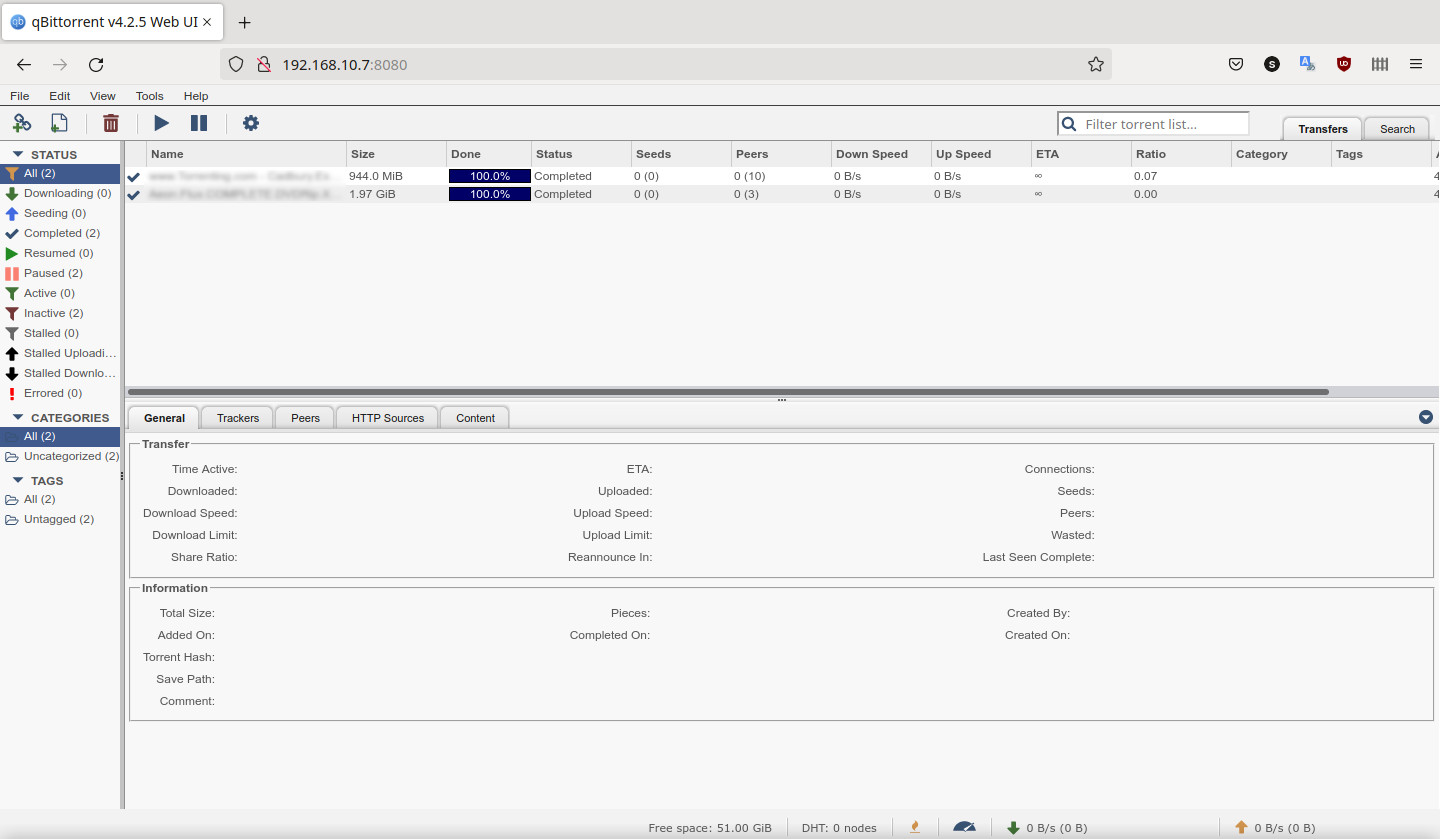 qBittorrent v4.2.5 Web UI
192.168.10.7:8080
File Edit View Tools Help
Filter torrent list...
Transfers Search
STATUS
All (2)
Downloading (0)
Seeding (0)
Completed (2)
Resumed (0)
Paused (2)
Active (0)
Inactive (2)
Stalled (0)
Stalled Uploadi…
Stalled Downlo…
Errored (0)
CATEGORIES
All (2)
Uncategorized (2)
TAGS
All (2)
Untagged (2)
Name Size Done Status Seeds Peers Down Speed Up Speed ETA Ratio Category Tags
944.0 MiB 100.0% Completed 0 (0) 0 (10) 0 B/s 0 B/s ∞ 0.07
1.97 GiB 100.0% Completed 0 (0) 0 (3) 0 B/s 0 B/s ∞ 0.00
General Trackers Peers HTTP Sources Content
Transfer
Time Active: ETA: Connections:
Downloaded: Uploaded: Seeds:
Download Speed: Upload Speed: Peers:
Download Limit: Upload Limit: Wasted:
Share Ratio: Reannounce In: Last Seen Complete:
Information
Total Size: Pieces: Created By:
Added On: Completed On: Created On:
Torrent Hash:
Save Path:
Comment:
Free space: 51.00 GiB DHT: 0 nodes 0 B/s (0 B) 0 B/s (0 B)